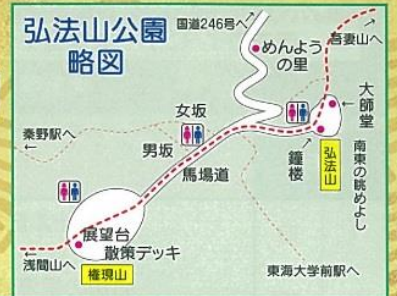 弘法山公園
略図
国道246号へ
吾妻山へ
めんよう
の里
大師
堂
女坂
秦野駅へ
男坂
鐘
楼
弘法山
南東の眺めよし
馬場道
展望台
散策デッキ
浅間山へ
権現山
東海大学前駅へ